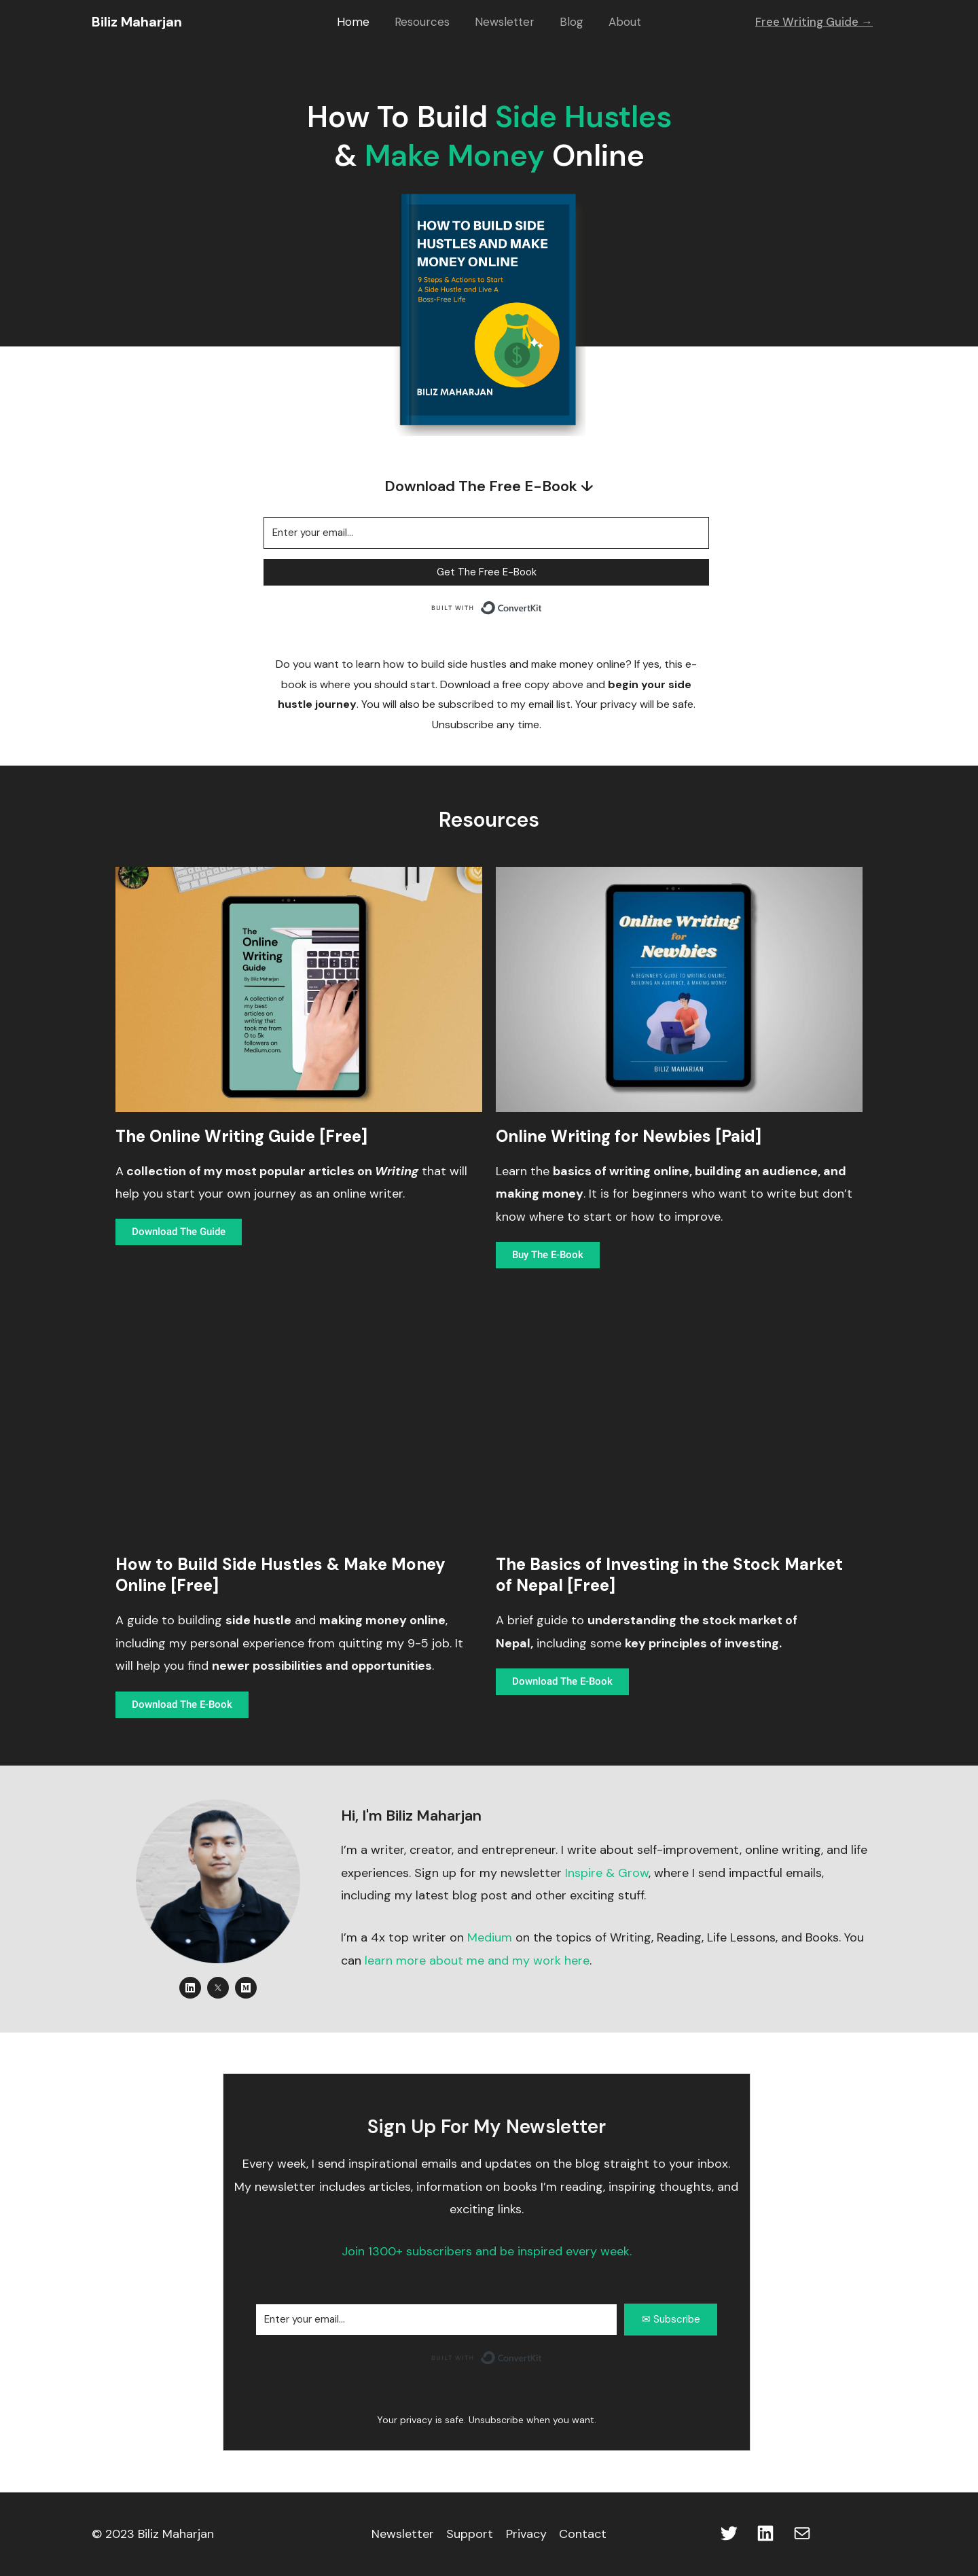 Biliz Maharjan
Home Resources Newsletter Blog About
Free Writing Guide →
How To Build Side Hustles
& Make Money Online
HOW TO BUILD SIDE
HUSTLES AND MAKE
MONEY ONLINE
9 Steps & Actions to Start
A Side Hustle and Live A
Boss-Free Life
$
BILIZ MAHARJAN
Download The Free E-Book ↓
Enter your email...
Get The Free E-Book
BUILT WITH ConvertKit
Do you want to learn how to build side hustles and make money online? If yes, this e-
book is where you should start. Download a free copy above and begin your side
hustle journey. You will also be subscribed to my email list. Your privacy will be safe.
Unsubscribe any time.
Resources
The
Online
Writing
Guide
By Biliz Maharjan
A collection of
my best
articles on
writing that
took me from
0 to 5k
followers on
Medium.com.
The Online Writing Guide [Free]
A collection of my most popular articles on Writing that will
help you start your own journey as an online writer.
Download The Guide
Online Writing
for
Newbies
A BEGINNER'S GUIDE TO WRITING ONLINE,
BUILDING AN AUDIENCE, & MAKING MONEY
BILIZ MAHARJAN
Online Writing for Newbies [Paid]
Learn the basics of writing online, building an audience, and
making money. It is for beginners who want to write but don’t
know where to start or how to improve.
Buy The E-Book
How to Build Side Hustles & Make Money
Online [Free]
A guide to building side hustle and making money online,
including my personal experience from quitting my 9-5 job. It
will help you find newer possibilities and opportunities.
Download The E-Book
The Basics of Investing in the Stock Market
of Nepal [Free]
A brief guide to understanding the stock market of
Nepal, including some key principles of investing.
Download The E-Book
Hi, I'm Biliz Maharjan
I’m a writer, creator, and entrepreneur. I write about self-improvement, online writing, and life
experiences. Sign up for my newsletter Inspire & Grow, where I send impactful emails,
including my latest blog post and other exciting stuff.
I’m a 4x top writer on Medium on the topics of Writing, Reading, Life Lessons, and Books. You
can learn more about me and my work here.
Sign Up For My Newsletter
Every week, I send inspirational emails and updates on the blog straight to your inbox.
My newsletter includes articles, information on books I’m reading, inspiring thoughts, and
exciting links.
Join 1300+ subscribers and be inspired every week.
Enter your email...
✉ Subscribe
BUILT WITH ConvertKit
Your privacy is safe. Unsubscribe when you want.
© 2023 Biliz Maharjan
Newsletter Support Privacy Contact